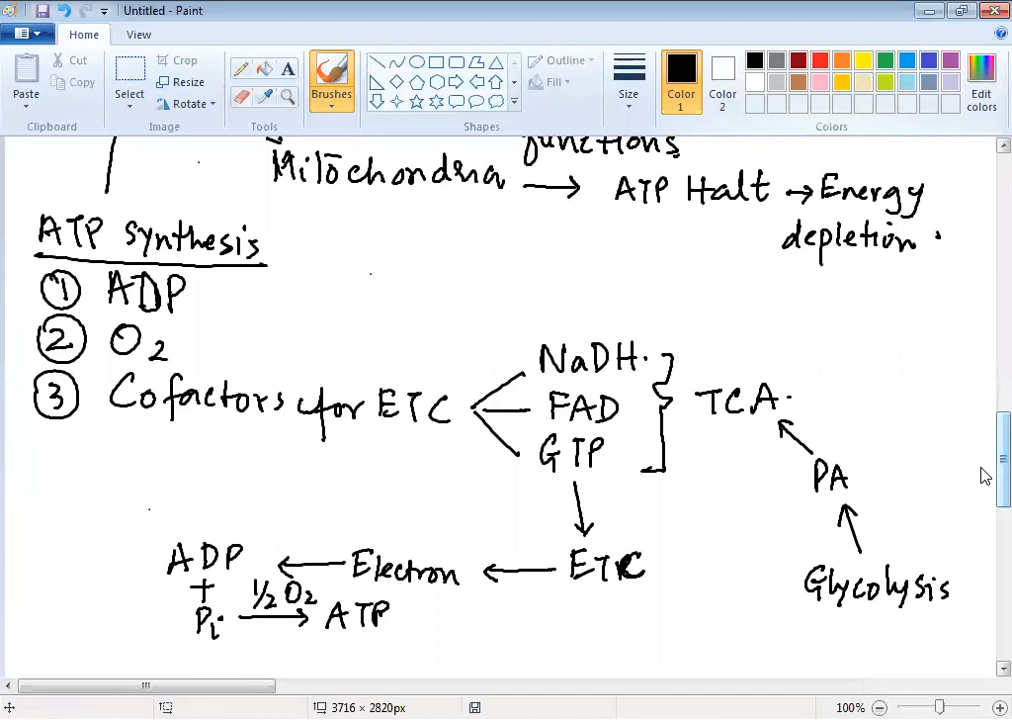 Untitled - Paint
Home
View
Paste
Cut
Copy
Clipboard
Select
Crop
Resize
Rotate
Image
Tools
Brushes
Shapes
Outline
Fill
Size
Color 1
Color 2
Edit colors
Colors
functions
Mitochondria → ATP Halt → Energy
depletion.
ATP synthesis
① ADP
② O2
③ Cofactors for ETC
NaDH.
FAD
GTP
TCA.
PA
Glycolysis
ETC
Electron
ADP
+
Pi
1/2 O2
ATP
3716 × 2820px
100%